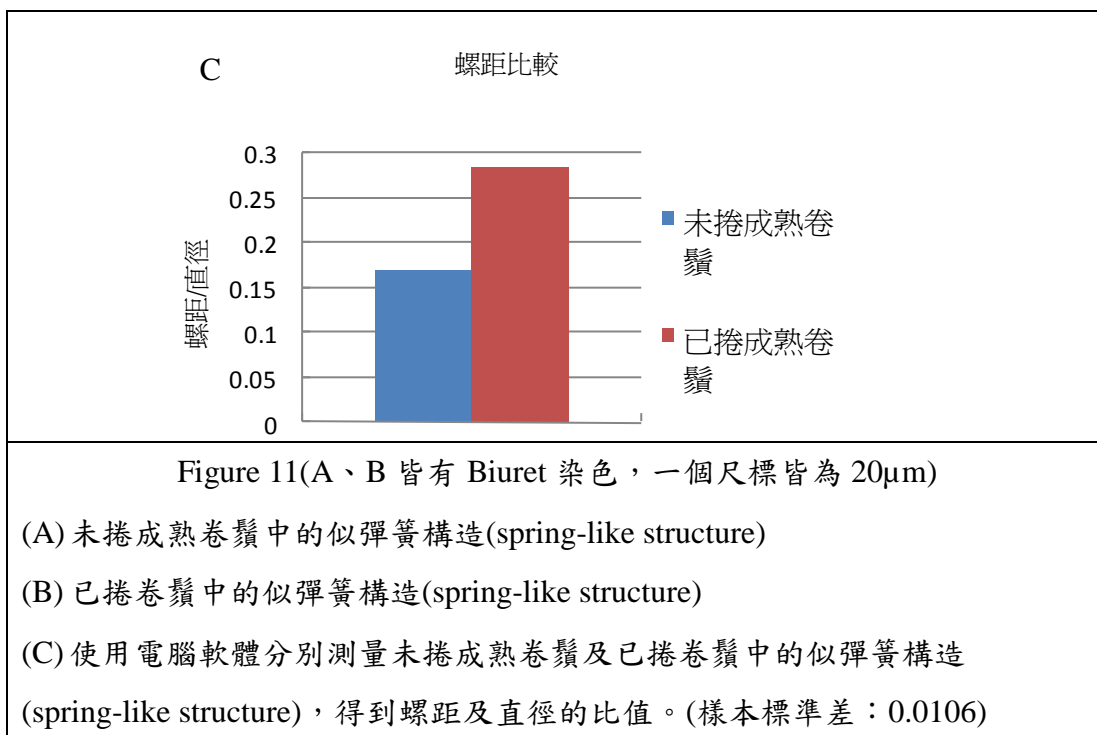 C
螺距比較
0.3
0.25
0.2
0.15
0.1
0.05
0
螺距/直徑
未捲成熟卷
鬚
已捲成熟卷
鬚
Figure 11(A、B 皆有 Biuret 染色，一個尺標皆為 20µm)
(A) 未捲成熟卷鬚中的似彈簧構造(spring-like structure)
(B) 已捲卷鬚中的似彈簧構造(spring-like structure)
(C) 使用電腦軟體分別測量未捲成熟卷鬚及已捲卷鬚中的似彈簧構造
(spring-like structure)，得到螺距及直徑的比值。(樣本標準差：0.0106)